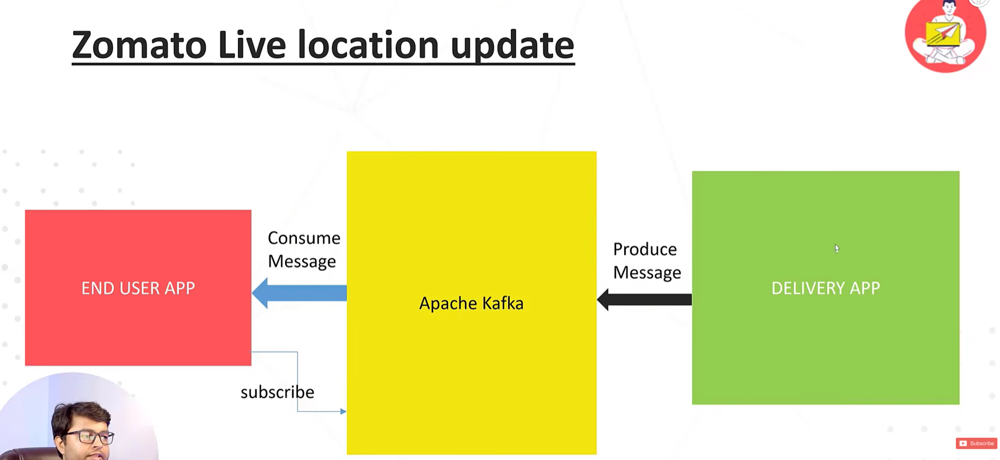 Zomato Live location update
Consume
Message
Produce
Message
END USER APP
Apache Kafka
DELIVERY APP
subscribe
Subscribe